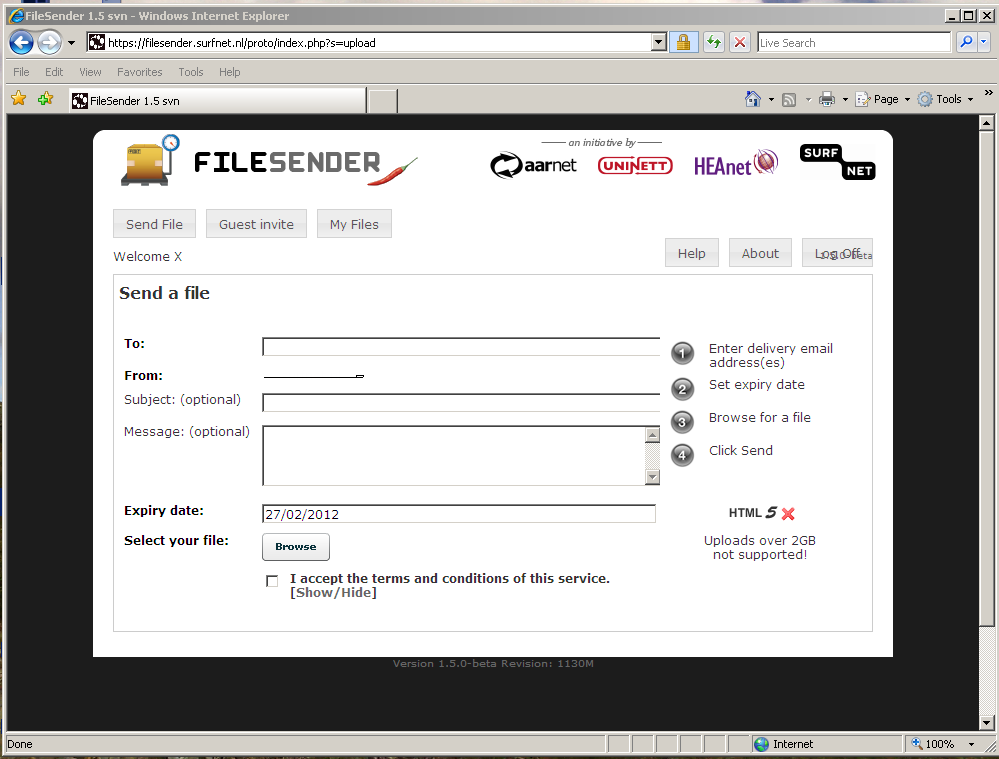 FileSender 1.5 svn - Windows Internet Explorer
https://filesender.surfnet.nl/proto/index.php?s=upload
Live Search
File Edit View Favorites Tools Help
FileSender 1.5 svn
Page Tools »
FILESENDER
an initiative by
aarnet UNINETT HEAnet SURF NET
Send File Guest invite My Files
Welcome X
Help About Log Off
1.5.0-beta
Send a file
To:
1 Enter delivery email
address(es)
From:
2 Set expiry date
Subject: (optional)
3 Browse for a file
Message: (optional)
4 Click Send
Expiry date: 27/02/2012
HTML 5
Select your file: Browse
Uploads over 2GB
not supported!
I accept the terms and conditions of this service.
[Show/Hide]
Version 1.5.0-beta Revision: 1130M
Done Internet 100%